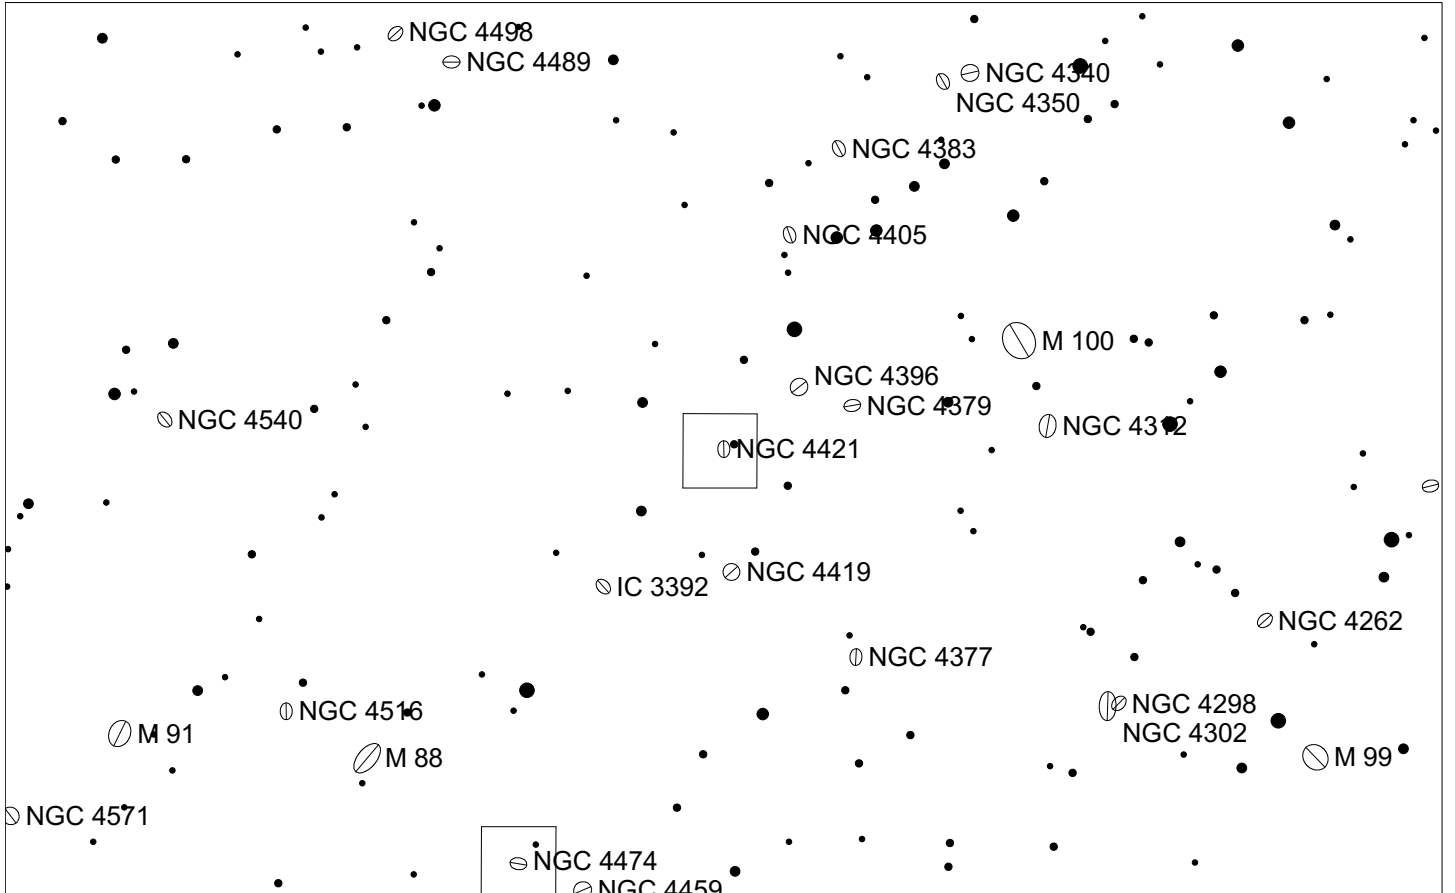 NGC 4498
NGC 4489
NGC 4340
NGC 4350
NGC 4383
NGC 4405
M 100
NGC 4396
NGC 4379
NGC 4540
NGC 4312
NGC 4421
NGC 4419
IC 3392
NGC 4262
NGC 4377
NGC 4298
NGC 4516
NGC 4302
M 91
M 88
M 99
NGC 4571
NGC 4474
NGC 4459